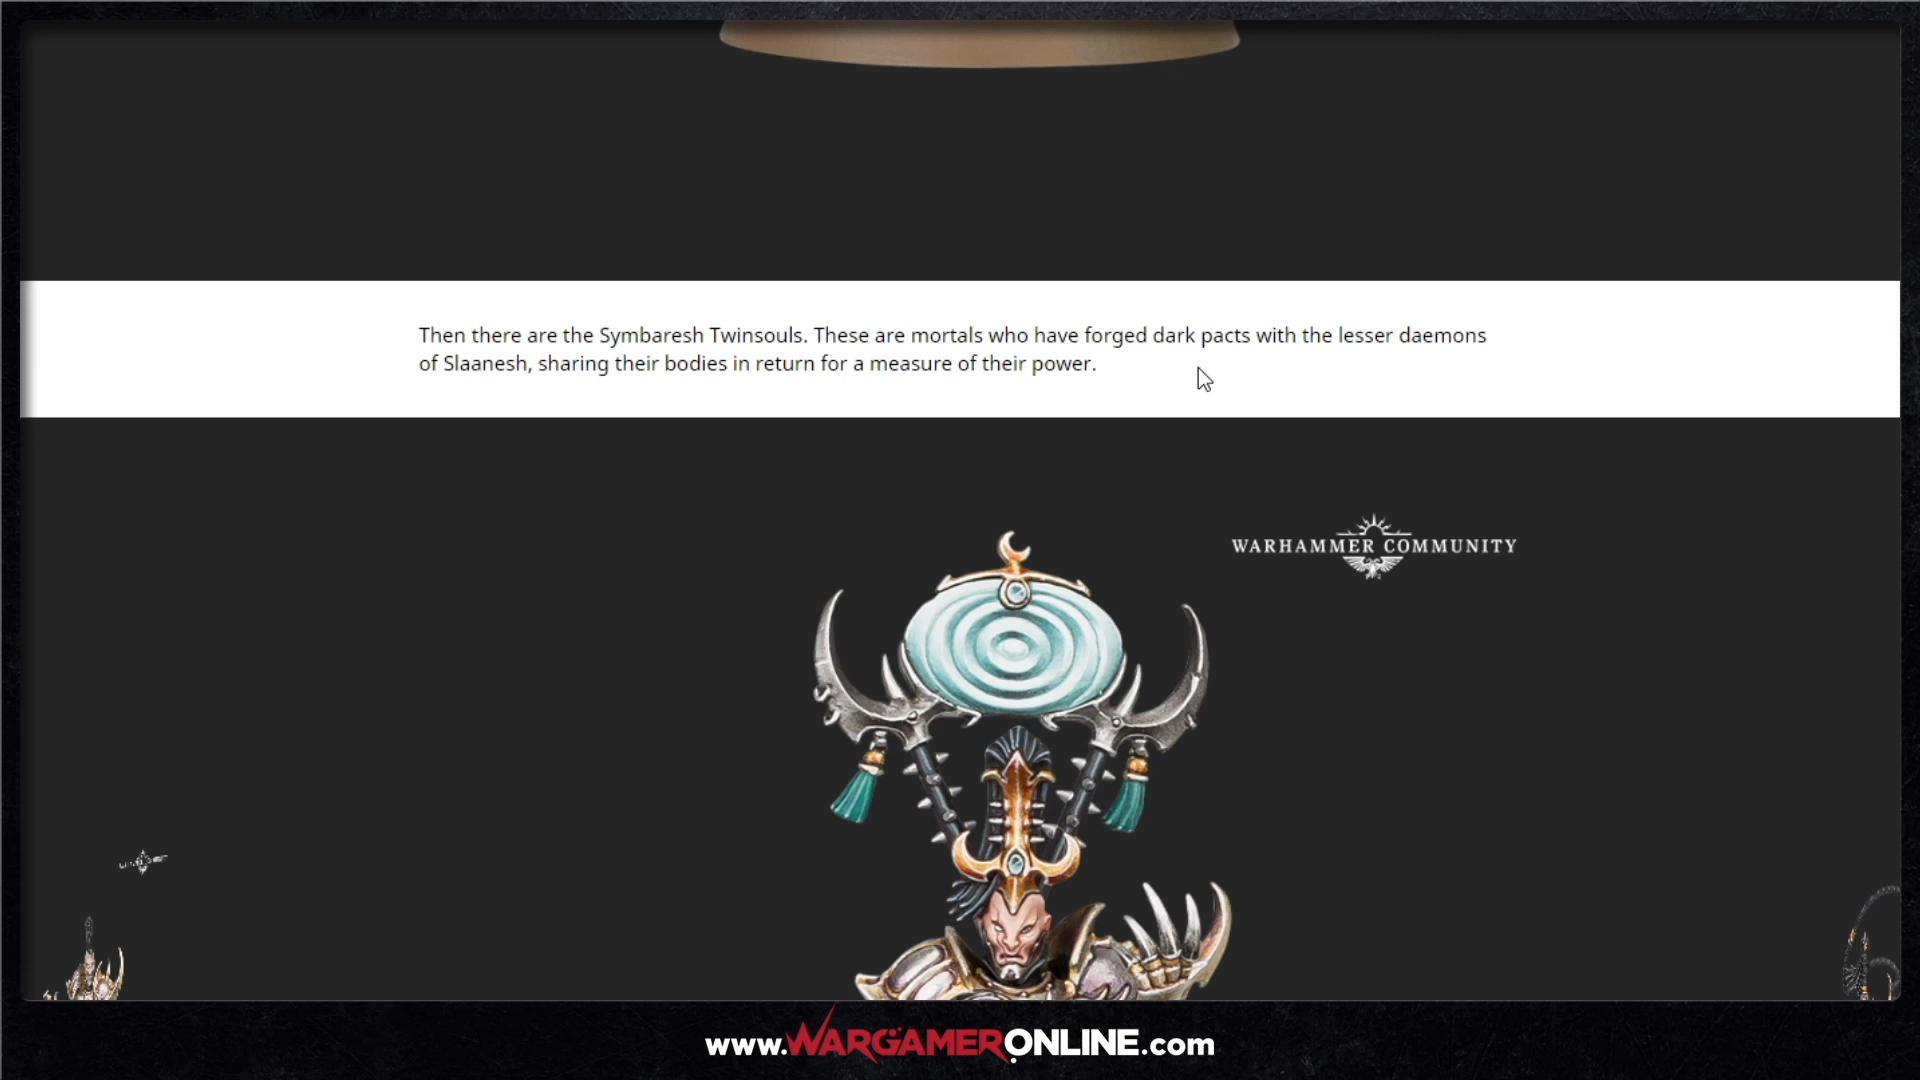 Then there are the Symbaresh Twinsouls. These are mortals who have forged dark pacts with the lesser daemons
of Slaanesh, sharing their bodies in return for a measure of their power.
WARHAMMER COMMUNITY
www.WARGAMERONLINE.com